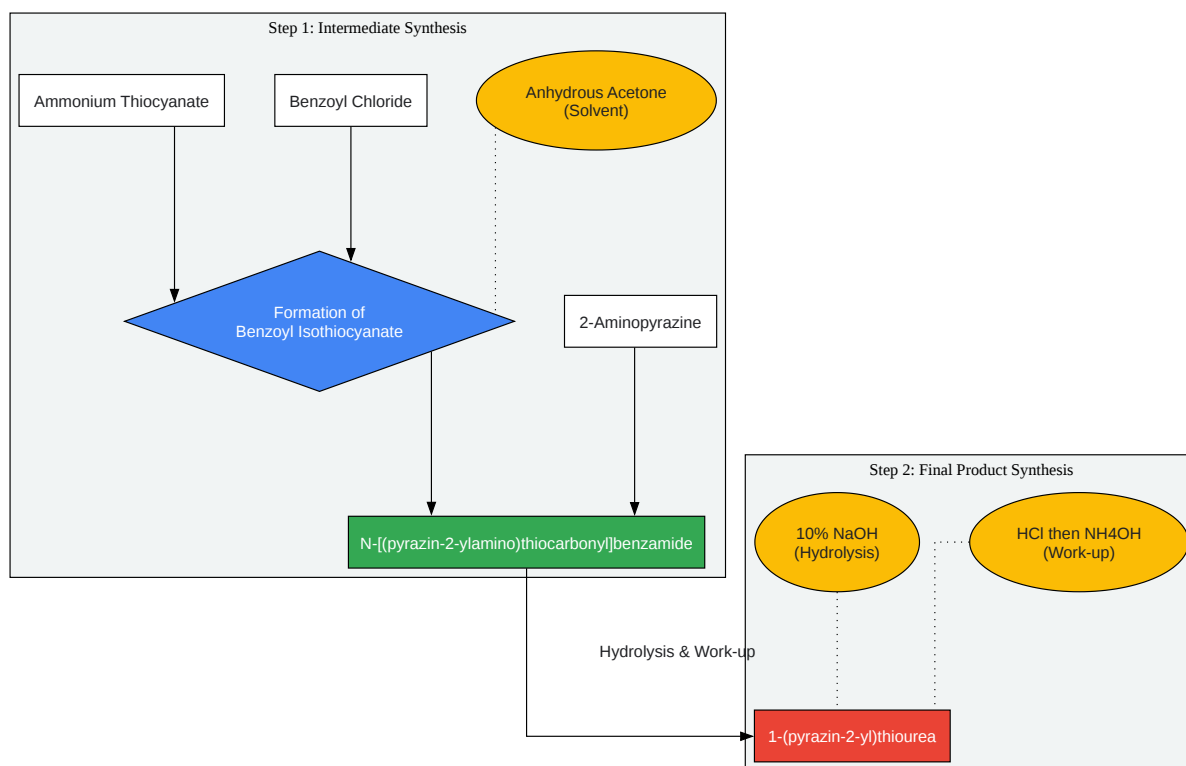 Step 1: Intermediate Synthesis
Ammonium Thiocyanate
Benzoyl Chloride
Anhydrous Acetone
(Solvent)
Formation of
Benzoyl Isothiocyanate
2-Aminopyrazine
N-[(pyrazin-2-ylamino)thiocarbonyl]benzamide
Step 2: Final Product Synthesis
10% NaOH
(Hydrolysis)
HCl then NH4OH
(Work-up)
Hydrolysis & Work-up
1-(pyrazin-2-yl)thiourea